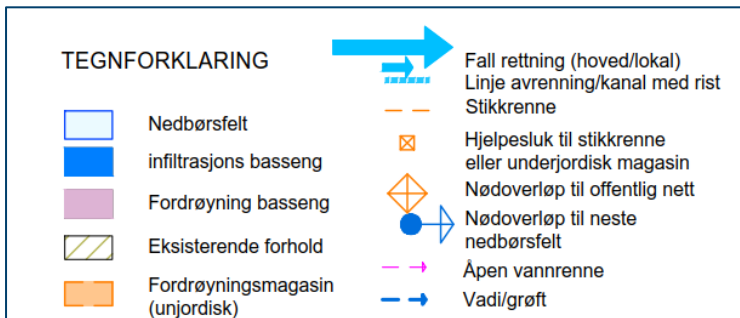 TEGNFORKLARING
Nedbørsfelt
infiltrasjons basseng
Fordrøyning basseng
Eksisterende forhold
Fordrøyningsmagasin
(unjordisk)
Fall rettning (hoved/lokal)
Linje avrenning/kanal med rist
Stikkrenne
Hjelpesluk til stikkrenne
eller underjordisk magasin
Nødoverløp til offentlig nett
Nødoverløp til neste
nedbørsfelt
Åpen vannrenne
Vadi/grøft